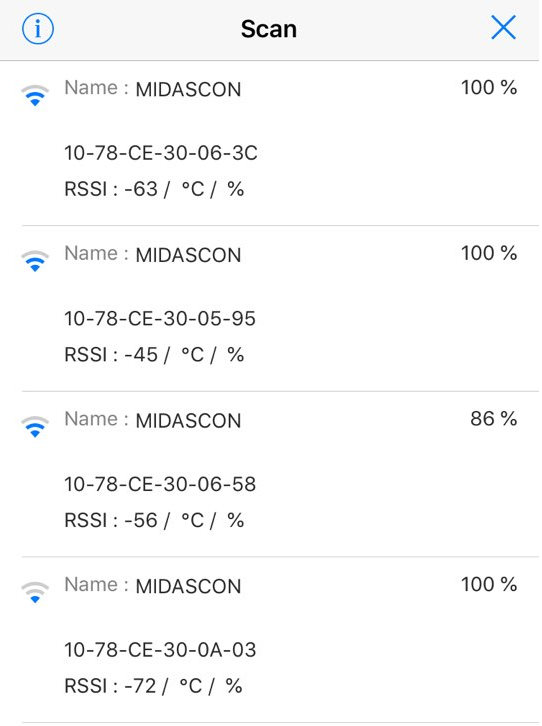 Scan
Name : MIDASCON 100 %
10-78-CE-30-06-3C
RSSI : -63 / °C / %
Name : MIDASCON 100 %
10-78-CE-30-05-95
RSSI : -45 / °C / %
Name : MIDASCON 86 %
10-78-CE-30-06-58
RSSI : -56 / °C / %
Name : MIDASCON 100 %
10-78-CE-30-0A-03
RSSI : -72 / °C / %